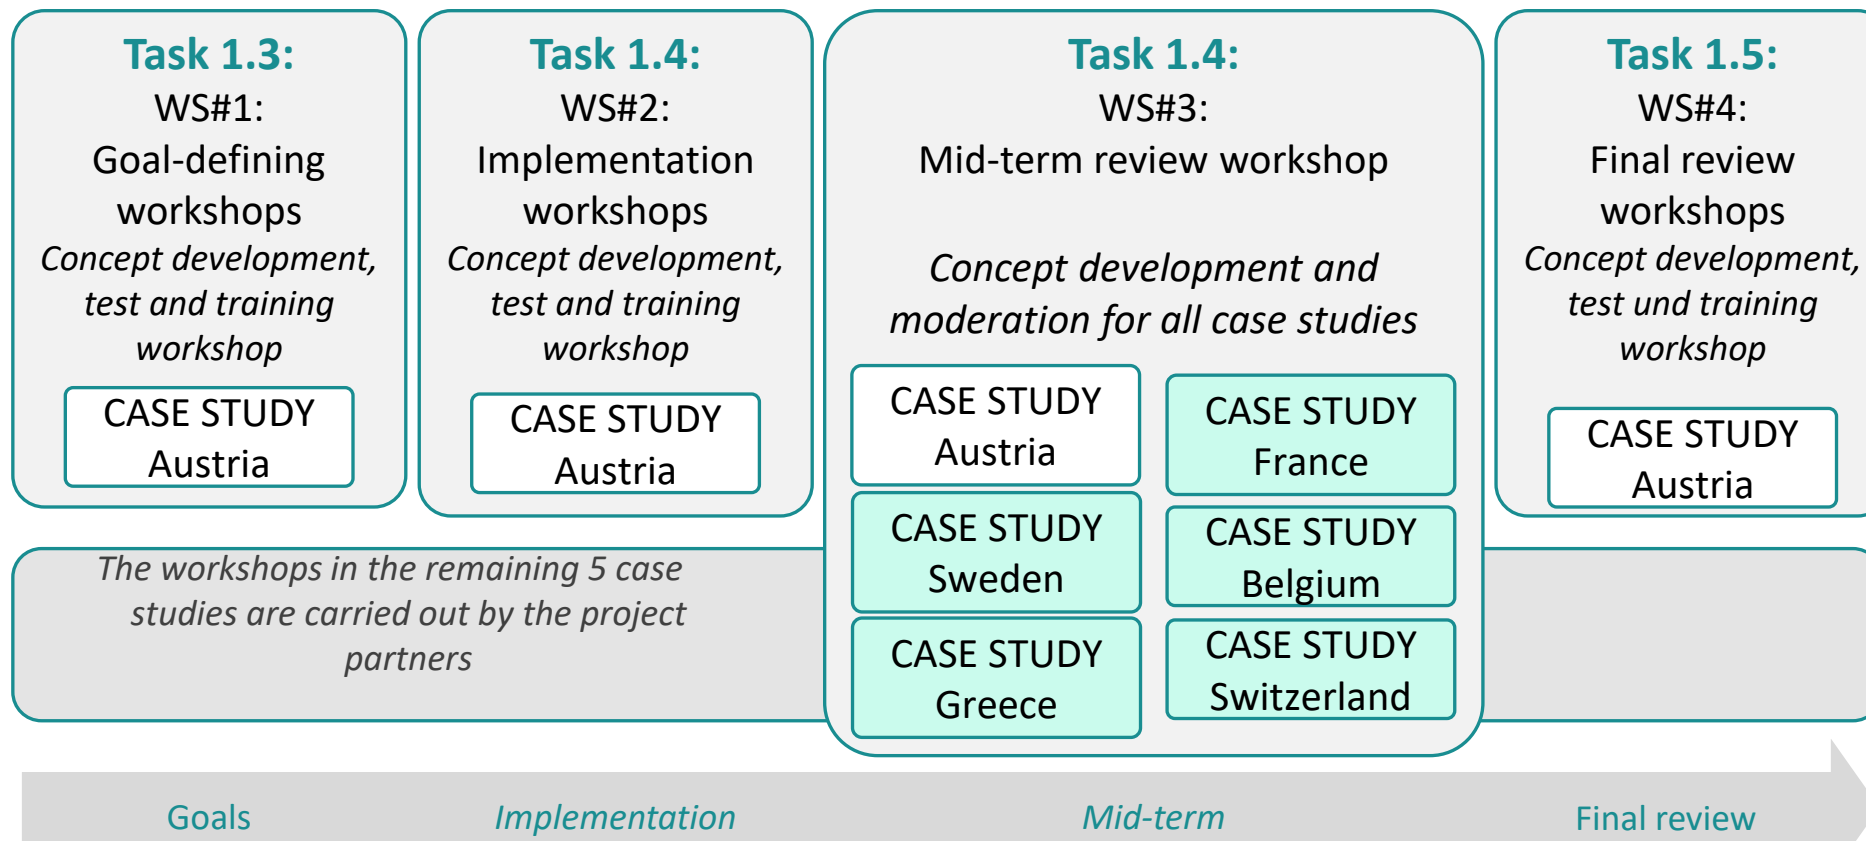 Task 1.3:
WS#1:
Goal-defining
workshops
Concept development,
test and training
workshop
CASE STUDY
Austria
Task 1.4:
WS#2:
Implementation
workshops
Concept development,
test and training
workshop
CASE STUDY
Austria
Task 1.4:
WS#3:
Mid-term review workshop
Concept development and
moderation for all case studies
CASE STUDY
Austria
CASE STUDY
France
CASE STUDY
Sweden
CASE STUDY
Belgium
CASE STUDY
Greece
CASE STUDY
Switzerland
Task 1.5:
WS#4:
Final review
workshops
Concept development,
test und training
workshop
CASE STUDY
Austria
The workshops in the remaining 5 case
studies are carried out by the project
partners
Goals
Implementation
Mid-term
Final review